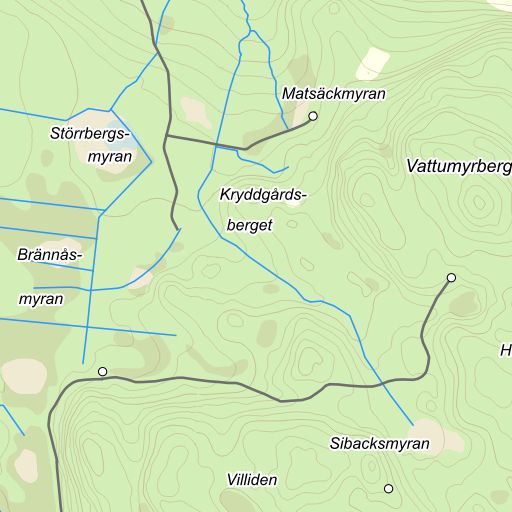 Matsäckmyran
Störrbergs-
myran
Vattumyrberg
Kryddgårds-
berget
Brännås-
myran
H
Sibacksmyran
Villiden